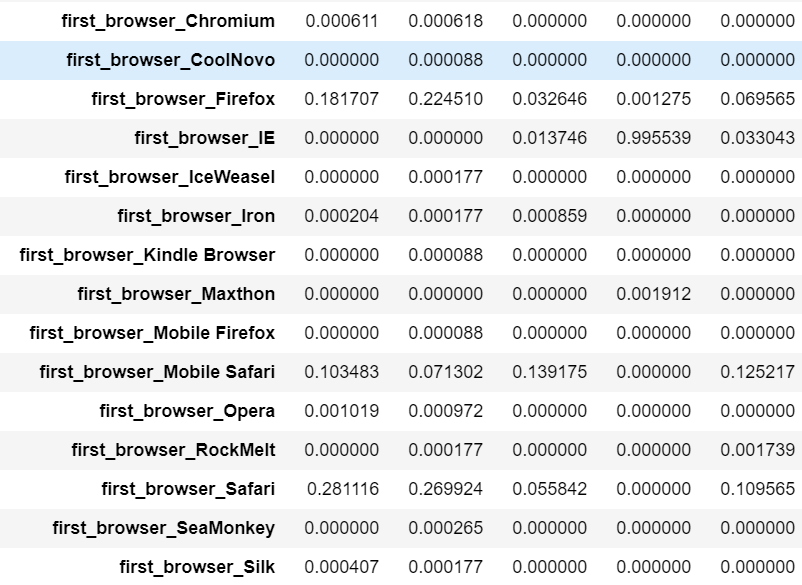 first_browser_Chromium 0.000611 0.000618 0.000000 0.000000 0.000000
first_browser_CoolNovo 0.000000 0.000088 0.000000 0.000000 0.000000
first_browser_Firefox 0.181707 0.224510 0.032646 0.001275 0.069565
first_browser_IE 0.000000 0.000000 0.013746 0.995539 0.033043
first_browser_IceWeasel 0.000000 0.000177 0.000000 0.000000 0.000000
first_browser_Iron 0.000204 0.000177 0.000859 0.000000 0.000000
first_browser_Kindle Browser 0.000000 0.000088 0.000000 0.000000 0.000000
first_browser_Maxthon 0.000000 0.000000 0.000000 0.001912 0.000000
first_browser_Mobile Firefox 0.000000 0.000088 0.000000 0.000000 0.000000
first_browser_Mobile Safari 0.103483 0.071302 0.139175 0.000000 0.125217
first_browser_Opera 0.001019 0.000972 0.000000 0.000000 0.000000
first_browser_RockMelt 0.000000 0.000177 0.000000 0.000000 0.001739
first_browser_Safari 0.281116 0.269924 0.055842 0.000000 0.109565
first_browser_SeaMonkey 0.000000 0.000265 0.000000 0.000000 0.000000
first_browser_Silk 0.000407 0.000177 0.000000 0.000000 0.000000